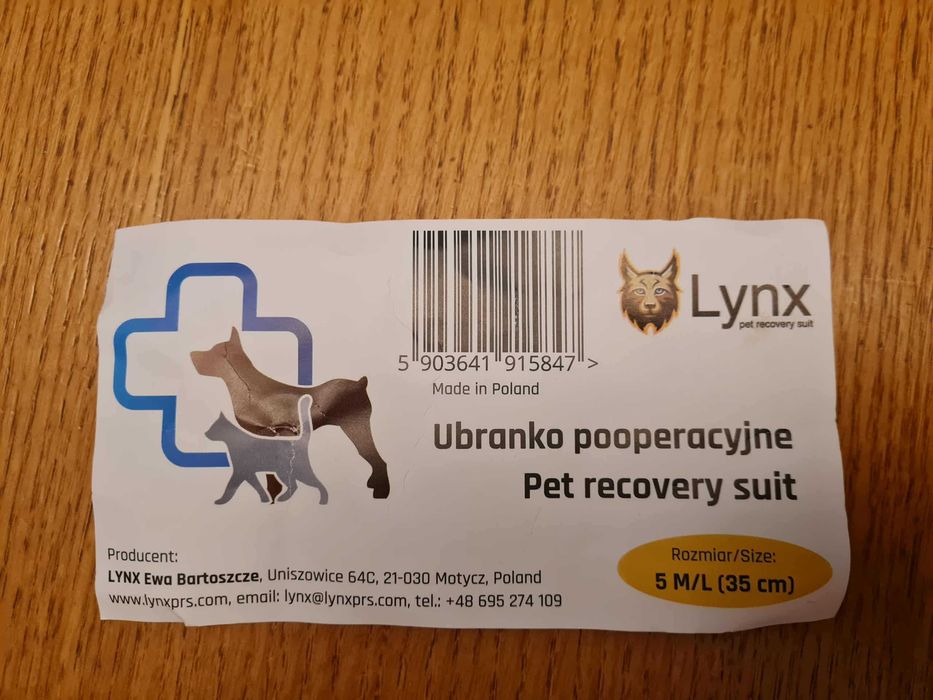 5 903641 915847 >
Made in Poland
Lynx
pet recovery suit
Ubranko pooperacyjne
Pet recovery suit
Producent:
LYNX Ewa Bartoszcze, Uniszowice 64C, 21-030 Motycz, Poland
www.lynxprs.com, email: lynx@lynxprs.com, tel.: +48 695 274 109
Rozmiar/Size:
5 M/L (35 cm)